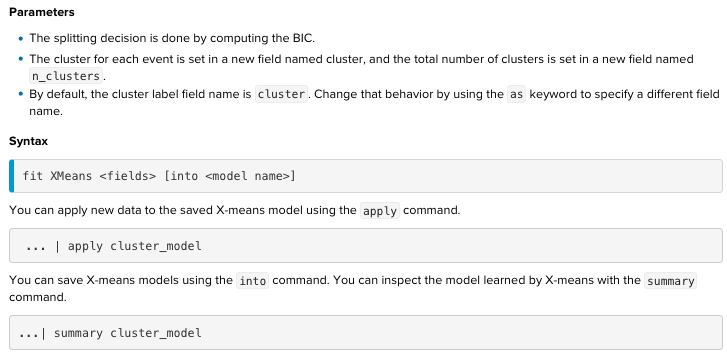 Parameters
• The splitting decision is done by computing the BIC.
• The cluster for each event is set in a new field named cluster, and the total number of clusters is set in a new field named
n_clusters.
• By default, the cluster label field name is cluster. Change that behavior by using the as keyword to specify a different field
name.
Syntax
fit XMeans <fields> [into <model name>]
You can apply new data to the saved X-means model using the apply command.
... | apply cluster_model
You can save X-means models using the into command. You can inspect the model learned by X-means with the summary
command.
...| summary cluster_model